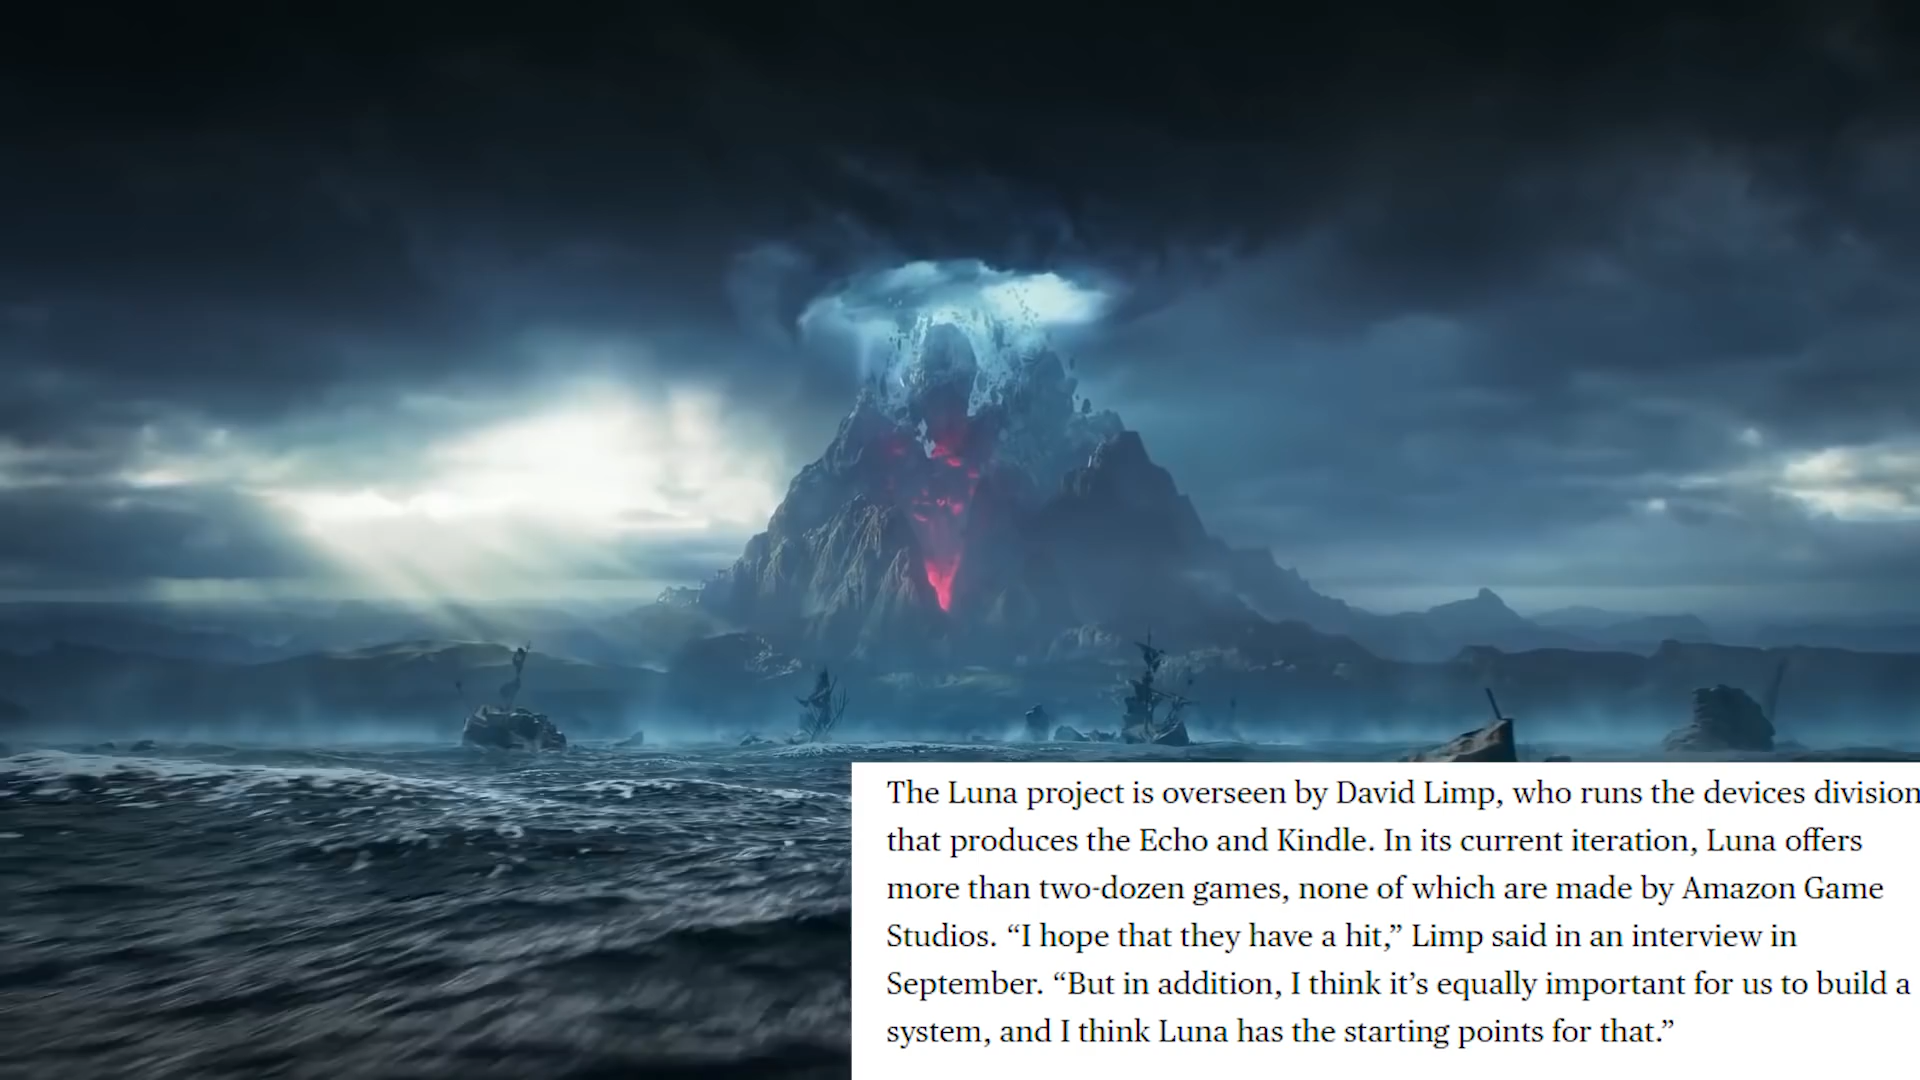 The Luna project is overseen by David Limp, who runs the devices division
that produces the Echo and Kindle. In its current iteration, Luna offers
more than two-dozen games, none of which are made by Amazon Game
Studios. “I hope that they have a hit,” Limp said in an interview in
September. “But in addition, I think it’s equally important for us to build a
system, and I think Luna has the starting points for that.”